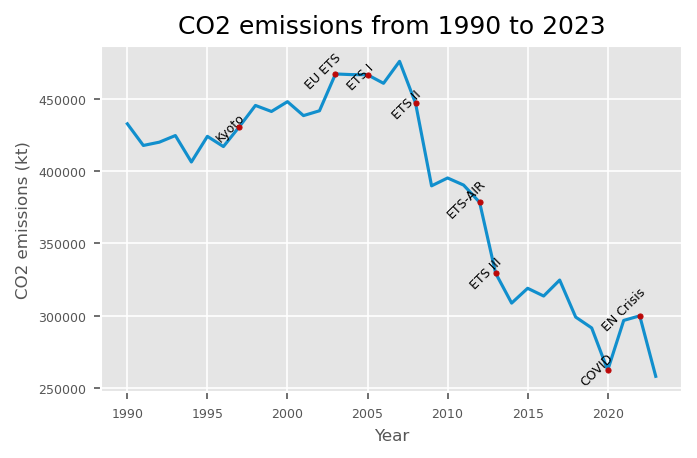 CO2 emissions from 1990 to 2023
CO2 emissions (kt)
450000
400000
350000
300000
250000
Kyoto
EU ETS
ETS I
ETS II
ETS-AIR
ETS III
COVID
EN Crisis
1990
1995
2000
2005
2010
2015
2020
Year